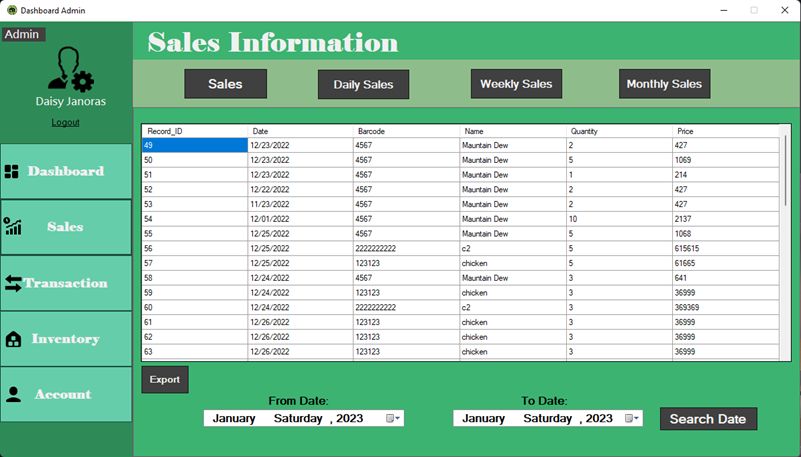 Dashboard Admin
Admin
Daisy Janoras
Logout
Dashboard
Sales
Transaction
Inventory
Account
Sales Information
Sales Daily Sales Weekly Sales Monthly Sales
Record_ID Date Barcode Name Quantity Price
49 12/23/2022 4567 Mauntain Dew 2 427
50 12/23/2022 4567 Mauntain Dew 5 1069
51 12/23/2022 4567 Mauntain Dew 1 214
52 12/22/2022 4567 Mauntain Dew 2 427
53 11/23/2022 4567 Mauntain Dew 2 427
54 12/01/2022 4567 Mountain Dew 10 2137
55 12/25/2022 4567 Mauntain Dew 5 1068
56 12/25/2022 2222222222 c2 5 615615
57 12/25/2022 123123 chicken 5 61665
58 12/24/2022 4567 Mauntain Dew 3 641
59 12/24/2022 123123 chicken 3 36999
60 12/24/2022 2222222222 c2 3 369369
61 12/26/2022 123123 chicken 3 36999
62 12/26/2022 123123 chicken 3 36999
63 12/26/2022 123123 chicken 3 36999
Export
From Date: To Date:
January Saturday , 2023 January Saturday , 2023 Search Date